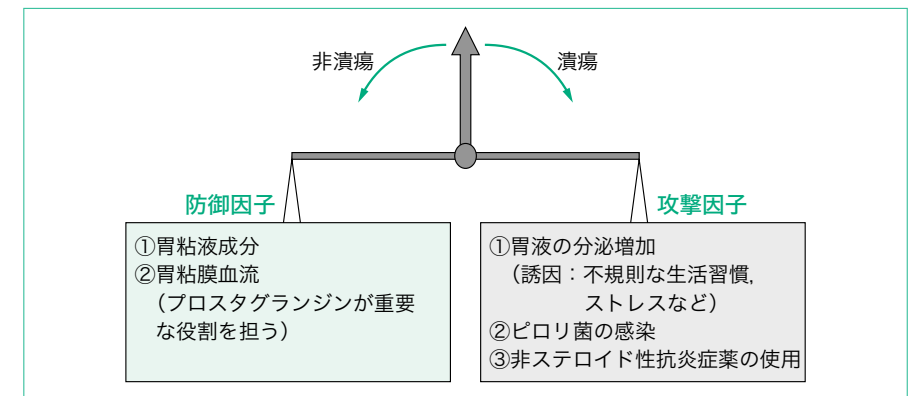 非潰瘍
潰瘍
防御因子
①胃粘液成分
②胃粘膜血流
（プロスタグランジンが重要
な役割を担う）
攻撃因子
①胃液の分泌増加
（誘因：不規則な生活習慣,
ストレスなど）
②ピロリ菌の感染
③非ステロイド性抗炎症薬の使用